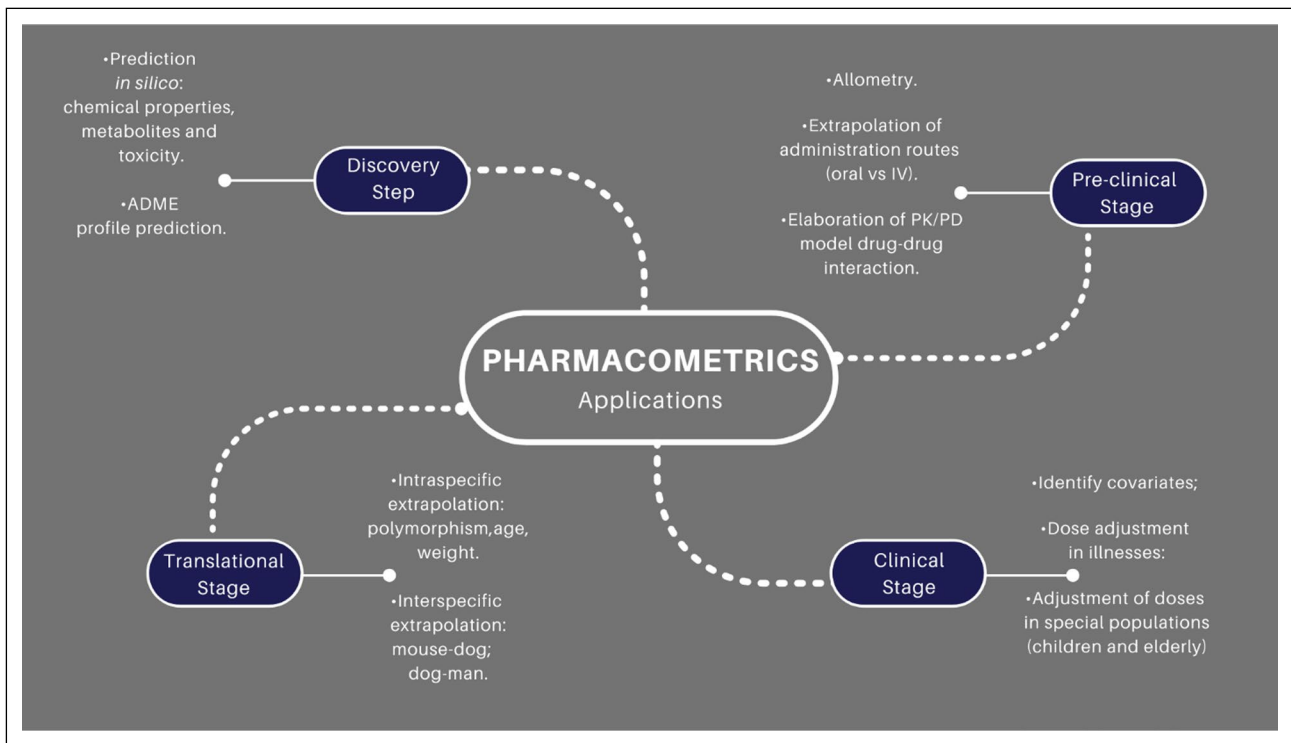 •Prediction
in silico:
chemical properties,
metabolites and
toxicity.
•ADME
profile prediction.
Discovery
Step
•Allometry.
•Extrapolation of
administration routes
(oral vs IV).
•Elaboration of PK/PD
model drug-drug
interaction.
Pre-clinical
Stage
PHARMACOMETRICS
Applications
Translational
Stage
•Intraspecific
extrapolation:
polymorphism,age,
weight.
•Interspecific
extrapolation:
mouse-dog;
dog-man.
Clinical
Stage
•Identify covariates;
•Dose adjustment
in illnesses:
•Adjustment of doses
in special populations
(children and elderly)